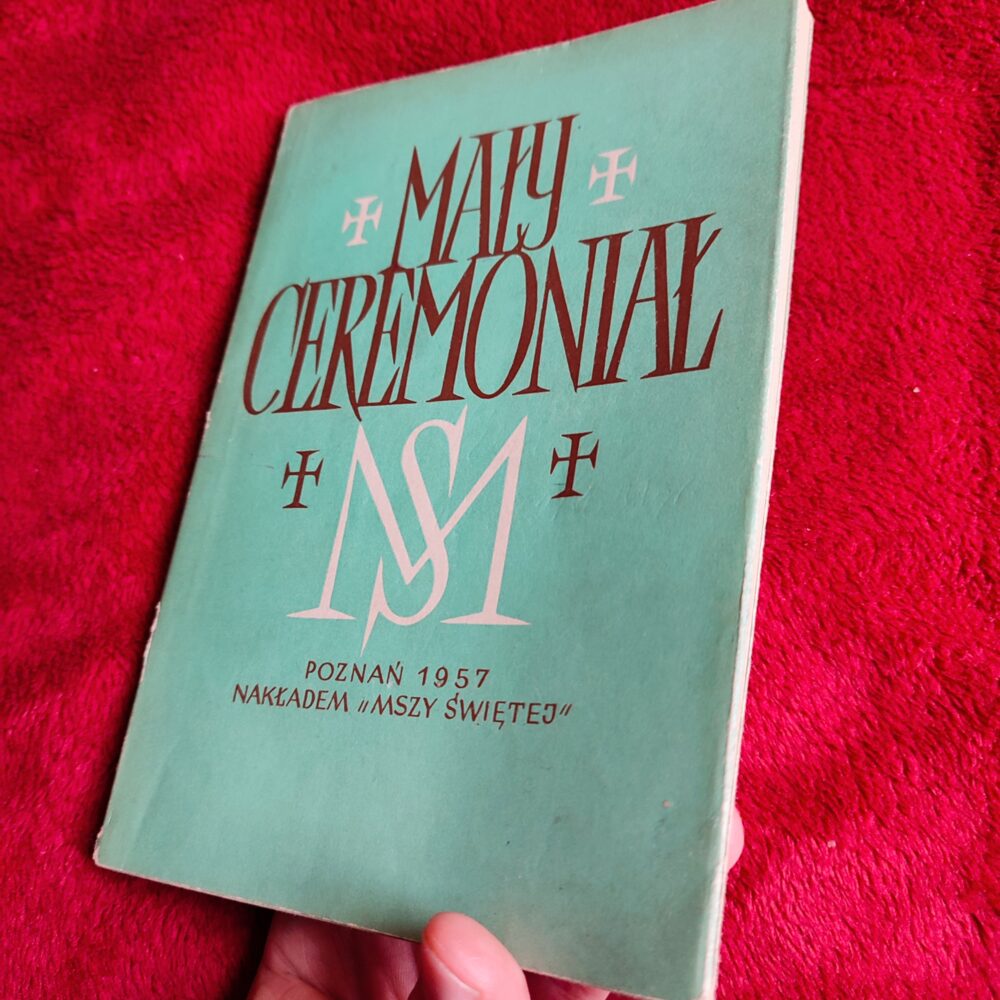 MAŁY
CEREMONIAŁ
MS
POZNAŃ 1957
NAKŁADEM „MSZY ŚWIĘTEJ"